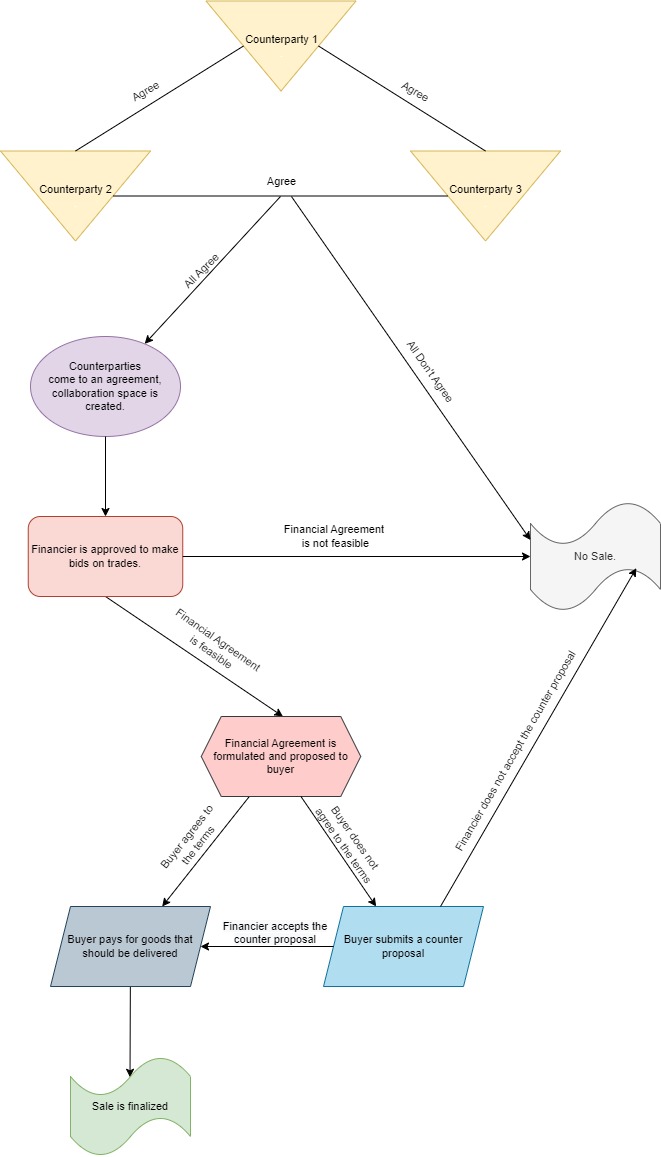 Counterparty 1
Agree
Agree
Counterparty 2
Agree
Counterparty 3
All Agree
All Don't Agree
Counterparties
come to an agreement,
collaboration space is
created.
Financier is approved to make
bids on trades.
Financial Agreement
is not feasible
No Sale.
Financial Agreement
is feasible
Financial Agreement is
formulated and proposed to
buyer
Financier does not accept the counter proposal
Buyer agrees to
the terms
Buyer does not
agree to the terms
Buyer pays for goods that
should be delivered
Financier accepts the
counter proposal
Buyer submits a counter
proposal
Sale is finalized